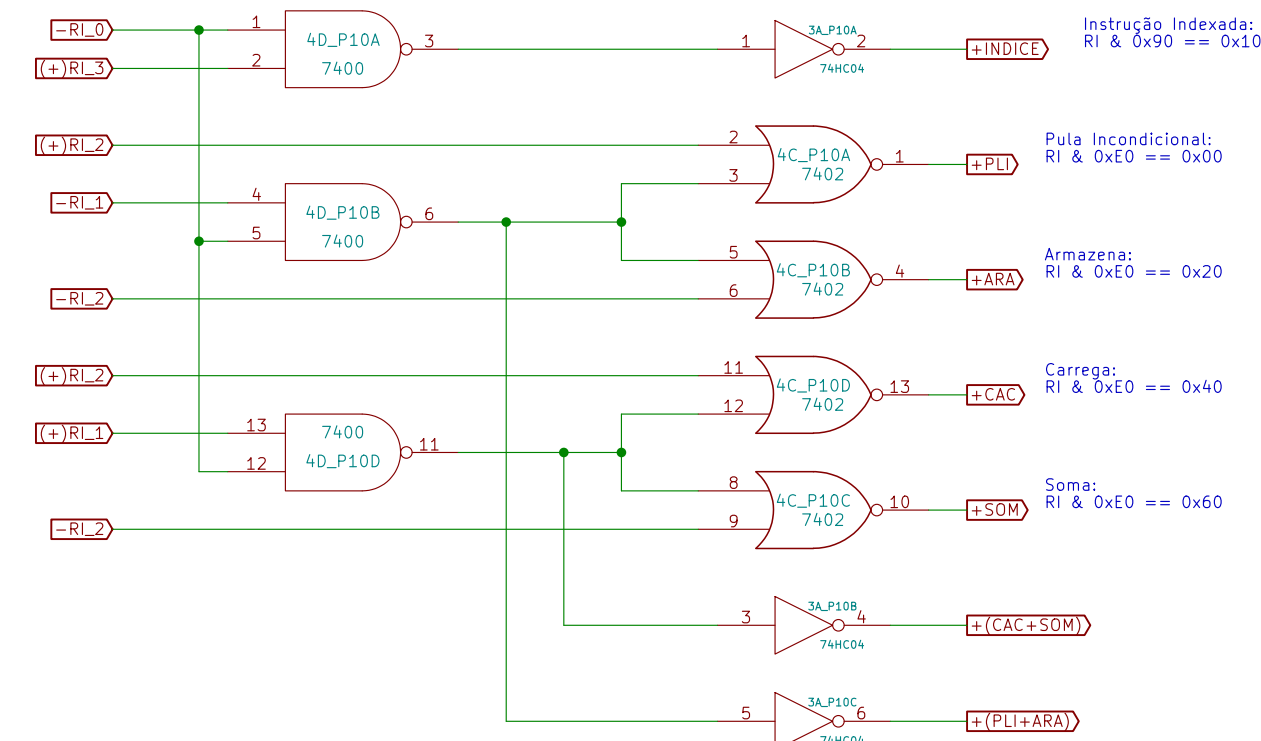 -RI_0
1
4D_P10A
7400
3
(+)RI_3
2
1
3A_P10A
74HC04
2
+INDICE
Instrução Indexada:
RI & 0x90 == 0x10
(+)RI_2
2
3
4C_P10A
7402
1
+PLI
Pula Incondicional:
RI & 0xE0 == 0x00
-RI_1
4
5
4D_P10B
7400
6
5
6
4C_P10B
7402
4
+ARA
Armazena:
RI & 0xE0 == 0x20
-RI_2
(+)RI_2
11
12
4C_P10D
7402
13
+CAC
Carrega:
RI & 0xE0 == 0x40
(+)RI_1
13
12
7400
4D_P10D
11
8
9
4C_P10C
7402
10
+SOM
Soma:
RI & 0xE0 == 0x60
-RI_2
3
3A_P10B
74HC04
4
+(CAC+SOM)
5
3A_P10C
74HC04
6
+(PLI+ARA)